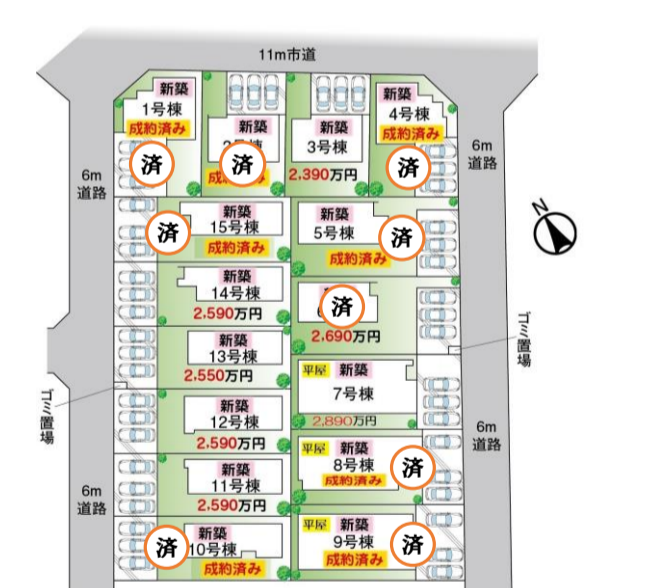 11m市道
新築
1号棟
成約済み
済
新築
済
新築
3号棟
2.390万円
新築
4号棟
成約済み
済
6m
道路
6m
道路
新築
15号棟
成約済み
済
新築
5号棟
成約済み
済
N
新築
14号棟
2.590万円
済
2.690万円
新築
13号棟
2.550万円
平屋 新築
7号棟
2.890万円
ゴミ置場
ゴミ置場
新築
12号棟
2.590万円
平屋 新築
8号棟
成約済み
済
6m
道路
新築
11号棟
2.590万円
6m
道路
新築
10号棟
成約済み
済
平屋 新築
9号棟
成約済み
済